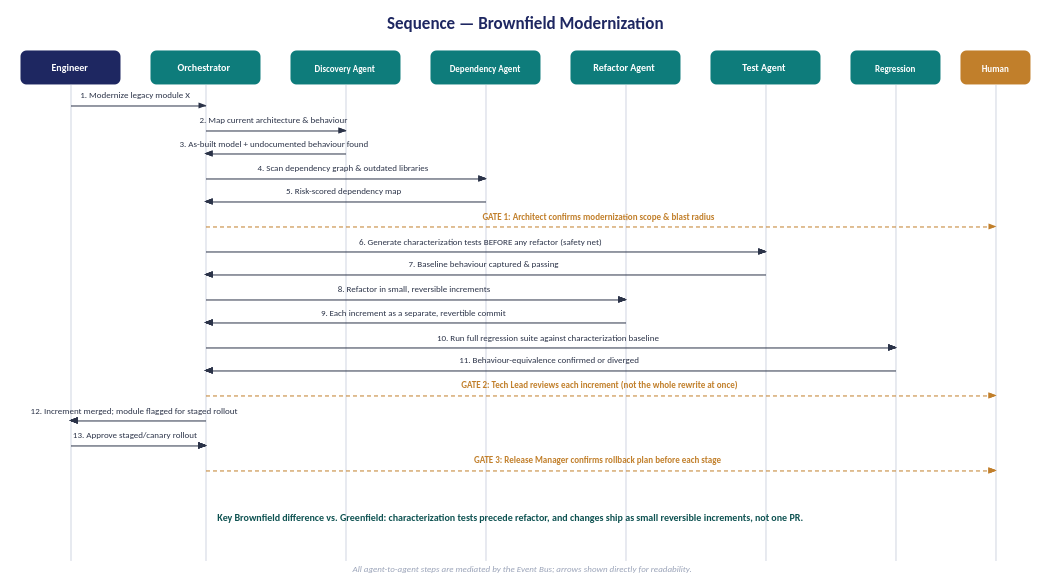 Sequence — Brownfield Modernization
Engineer
Orchestrator
Discovery Agent
Dependency Agent
Refactor Agent
Test Agent
Regression
Human
1. Modernize legacy module X
2. Map current architecture & behaviour
3. As-built model + undocumented behaviour found
4. Scan dependency graph & outdated libraries
5. Risk-scored dependency map
GATE 1: Architect confirms modernization scope & blast radius
6. Generate characterization tests BEFORE any refactor (safety net)
7. Baseline behaviour captured & passing
8. Refactor in small, reversible increments
9. Each increment as a separate, revertible commit
10. Run full regression suite against characterization baseline
11. Behaviour-equivalence confirmed or diverged
GATE 2: Tech Lead reviews each increment (not the whole rewrite at once)
12. Increment merged; module flagged for staged rollout
13. Approve staged/canary rollout
GATE 3: Release Manager confirms rollback plan before each stage
Key Brownfield difference vs. Greenfield: characterization tests precede refactor, and changes ship as small reversible increments, not one PR.
All agent-to-agent steps are mediated by the Event Bus; arrows shown directly for readability.